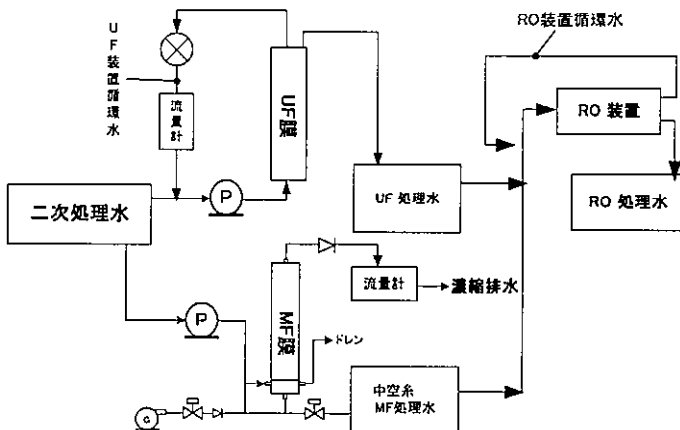 UF装置循環水
流量計
UF膜
P
二次処理水
UF 処理水
RO装置循環水
RO 装置
RO 処理水
P
MF膜
流量計
濃縮排水
ドレン
中空糸
MF処理水
G